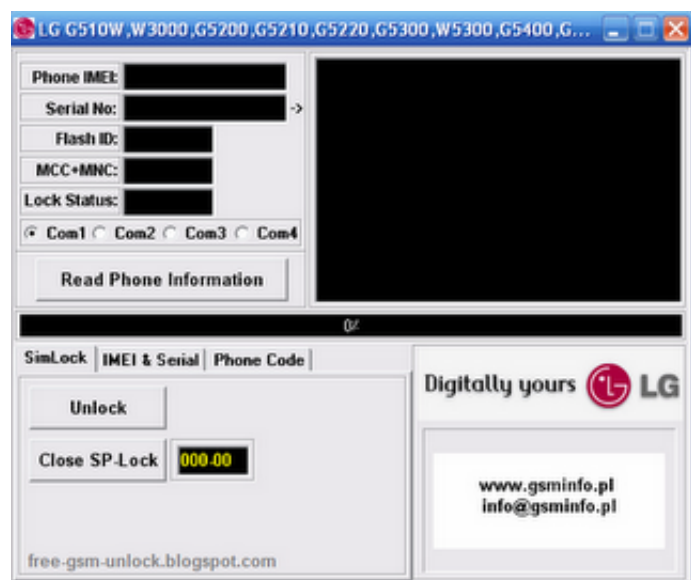 LG G510W,W3000,G5200,G5210,G5220,G5300,W5300,G5400,G...
Phone IMEI:
Serial No: ->
Flash ID:
MCC+MNC:
Lock Status:
Com1 Com2 Com3 Com4
Read Phone Information
0%
SimLock IMEI & Serial Phone Code
Unlock
Close SP-Lock 000-00
free-gsm-unlock.blogspot.com
Digitally yours LG
www.gsminfo.pl
info@gsminfo.pl